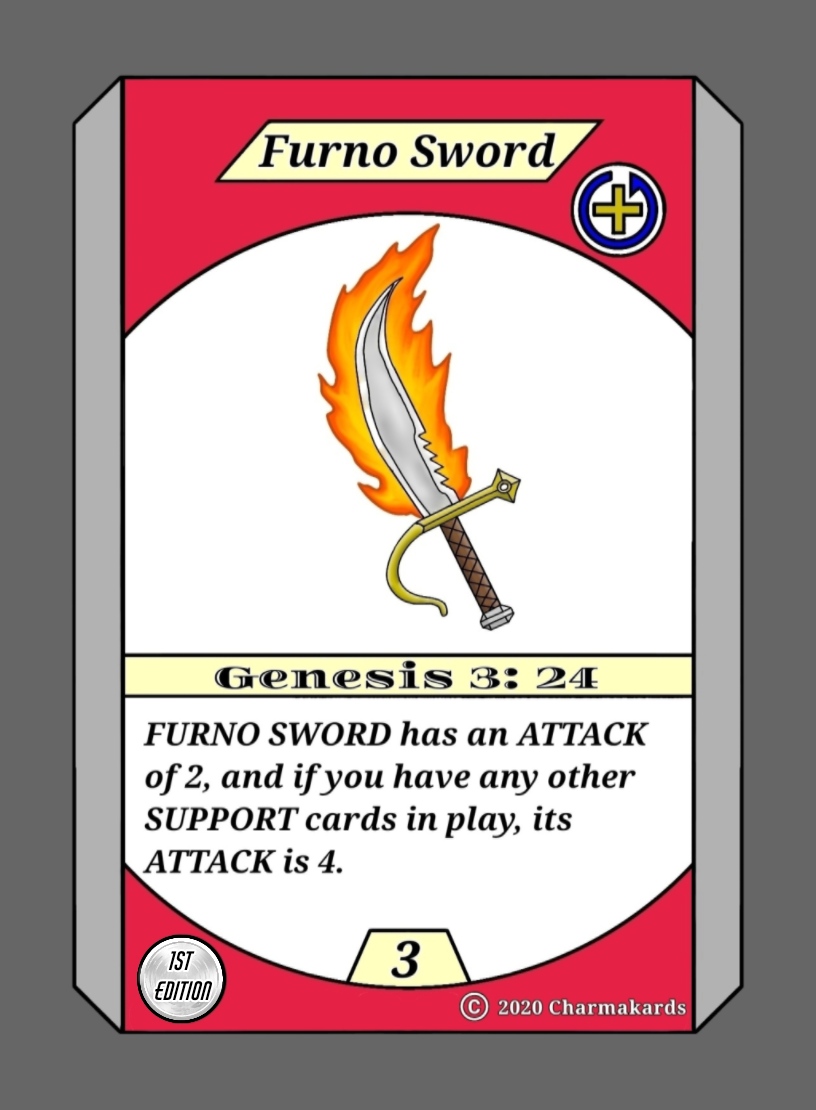 Furno Sword
Genesis 3: 24
FURNO SWORD has an ATTACK
of 2, and if you have any other
SUPPORT cards in play, its
ATTACK is 4.
3
1ST
EDITION
© 2020 Charmakards